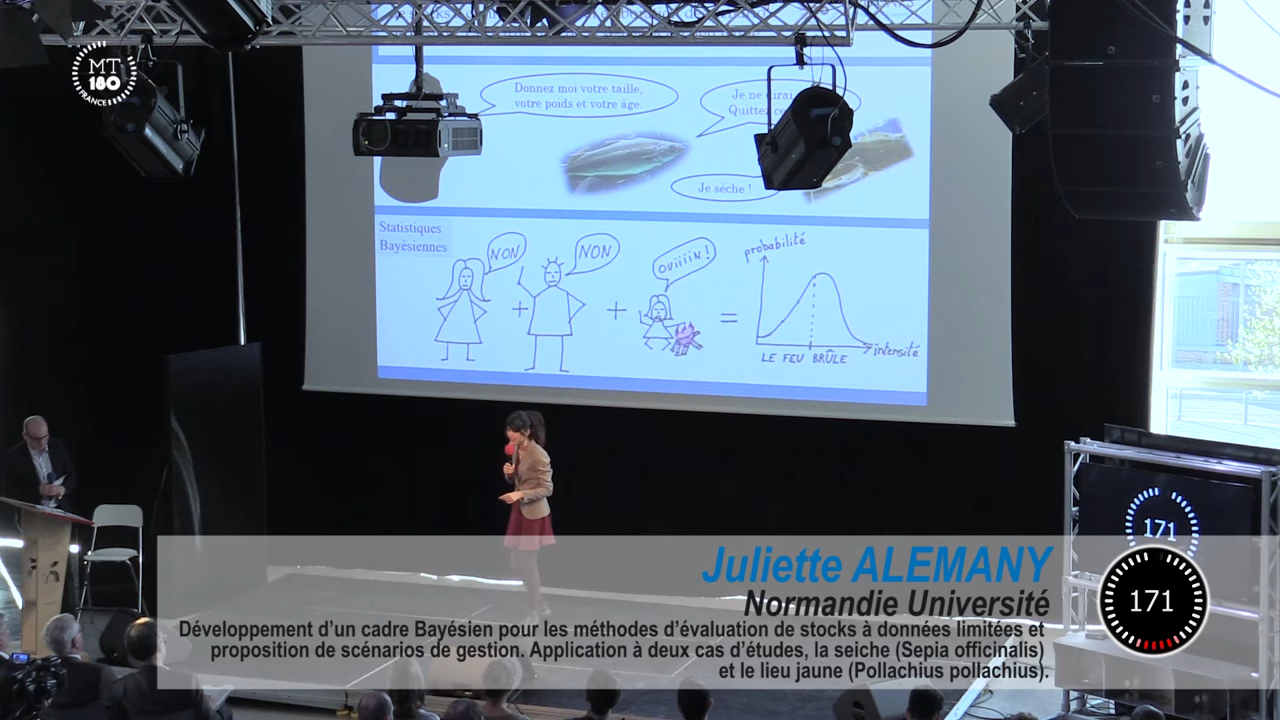 MT
180
FRANCE
Donnez moi votre taille,
votre poids et votre âge.
Je ne
Quittez
Je sèche !
Statistiques
Bayésiennes
NON
NON
OUIIIIN !
+
+
=
probabilité
intensité
LE FEU BRÛLE
171
171
Juliette ALEMANY
Normandie Université
Développement d'un cadre Bayésien pour les méthodes d'évaluation de stocks à données limitées et
proposition de scénarios de gestion. Application à deux cas d'études, la seiche (Sepia officinalis)
et le lieu jaune (Pollachius pollachius).